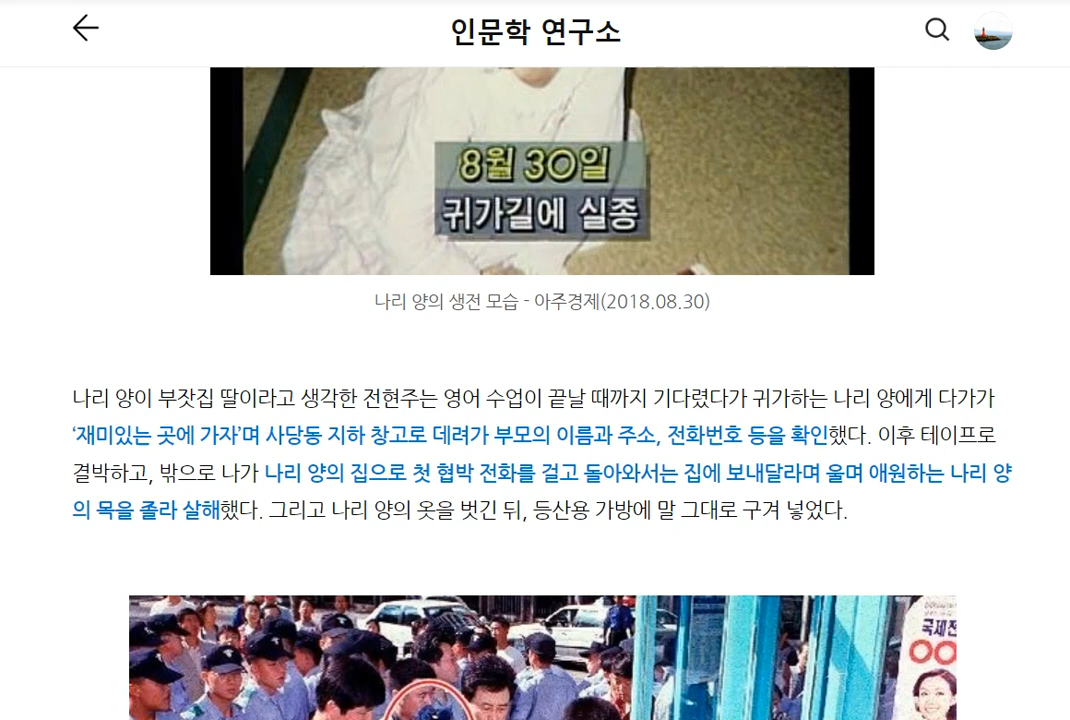 인문학 연구소
8월 30일
귀가길에 실종
나리 양의 생전 모습 - 아주경제(2018.08.30)
나리 양이 부잣집 딸이라고 생각한 전현주는 영어 수업이 끝날 때까지 기다렸다가 귀가하는 나리 양에게 다가가
‘재미있는 곳에 가자’며 사당동 지하 창고로 데려가 부모의 이름과 주소, 전화번호 등을 확인했다. 이후 테이프로
결박하고, 밖으로 나가 나리 양의 집으로 첫 협박 전화를 걸고 돌아와서는 집에 보내달라며 울며 애원하는 나리 양
의 목을 졸라 살해했다. 그리고 나리 양의 옷을 벗긴 뒤, 등산용 가방에 말 그대로 구겨 넣었다.
국제전